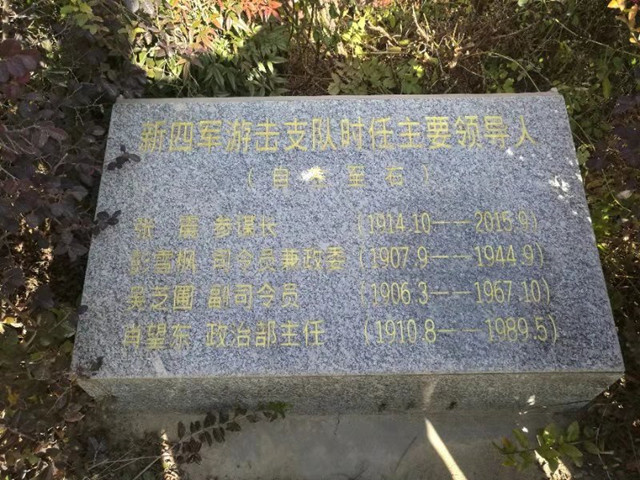 新四军游击支队时任主要领导人
（自左至右）
张 震 参谋长 （1914.10——2015.9）
彭雪枫 司令员兼政委 （1907.9——1944.9）
吴芝圃 副司令员 （1906.3——1967.10）
肖望东 政治部主任 （1910.8——1989.5）